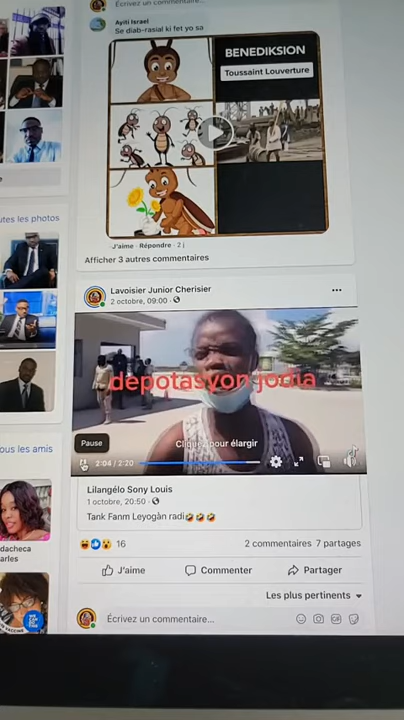 Écrivez un commentaire...
Ayiti Israel
Se diab-rasial ki fet yo sa
BENEDIKSION
Toussaint Louverture
J'aime · Répondre · 2 j
Afficher 3 autres commentaires
utes les photos
Lavoisier Junior Cherisier
2 octobre, 09:00 ·
depotasyon jodia
Pause
Cliquez pour élargir
2:04 / 2:20
ous les amis
Lilangélo Sony Louis
1 octobre, 20:50 ·
Tank Fanm Leyogàn radi🤣🤣🤣
16
2 commentaires 7 partages
dacheca
arles
J'aime
Commenter
Partager
Les plus pertinents
Écrivez un commentaire...
GIF